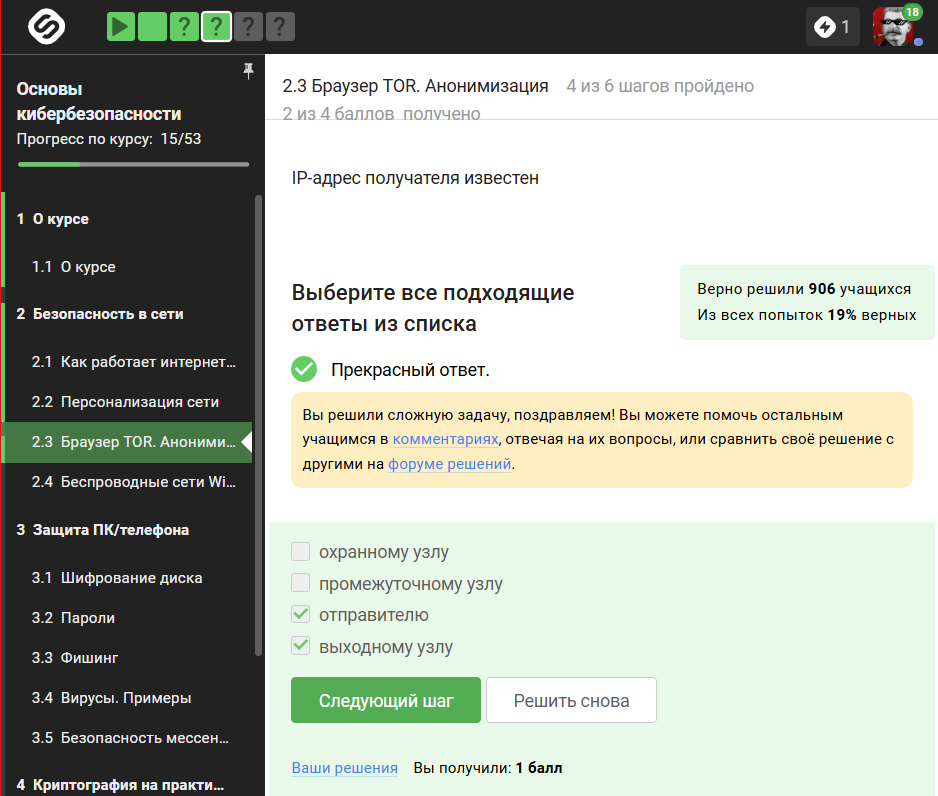 ? ? ? ?
1
18
Основы
кибербезопасности
Прогресс по курсу: 15/53
1 О курсе
1.1 О курсе
2 Безопасность в сети
2.1 Как работает интернет...
2.2 Персонализация сети
2.3 Браузер TOR. Аноними...
2.4 Беспроводные сети Wi...
3 Защита ПК/телефона
3.1 Шифрование диска
3.2 Пароли
3.3 Фишинг
3.4 Вирусы. Примеры
3.5 Безопасность мессен...
4 Криптография на практи...
2.3 Браузер TOR. Анонимизация 4 из 6 шагов пройдено
2 из 4 баллов получено
IP-адрес получателя известен
Выберите все подходящие
ответы из списка
Верно решили 906 учащихся
Из всех попыток 19% верных
Прекрасный ответ.
Вы решили сложную задачу, поздравляем! Вы можете помочь остальным
учащимся в комментариях, отвечая на их вопросы, или сравнить своё решение с
другими на форуме решений.
охранному узлу
промежуточному узлу
отправителю
выходному узлу
Следующий шаг
Решить снова
Ваши решения Вы получили: 1 балл